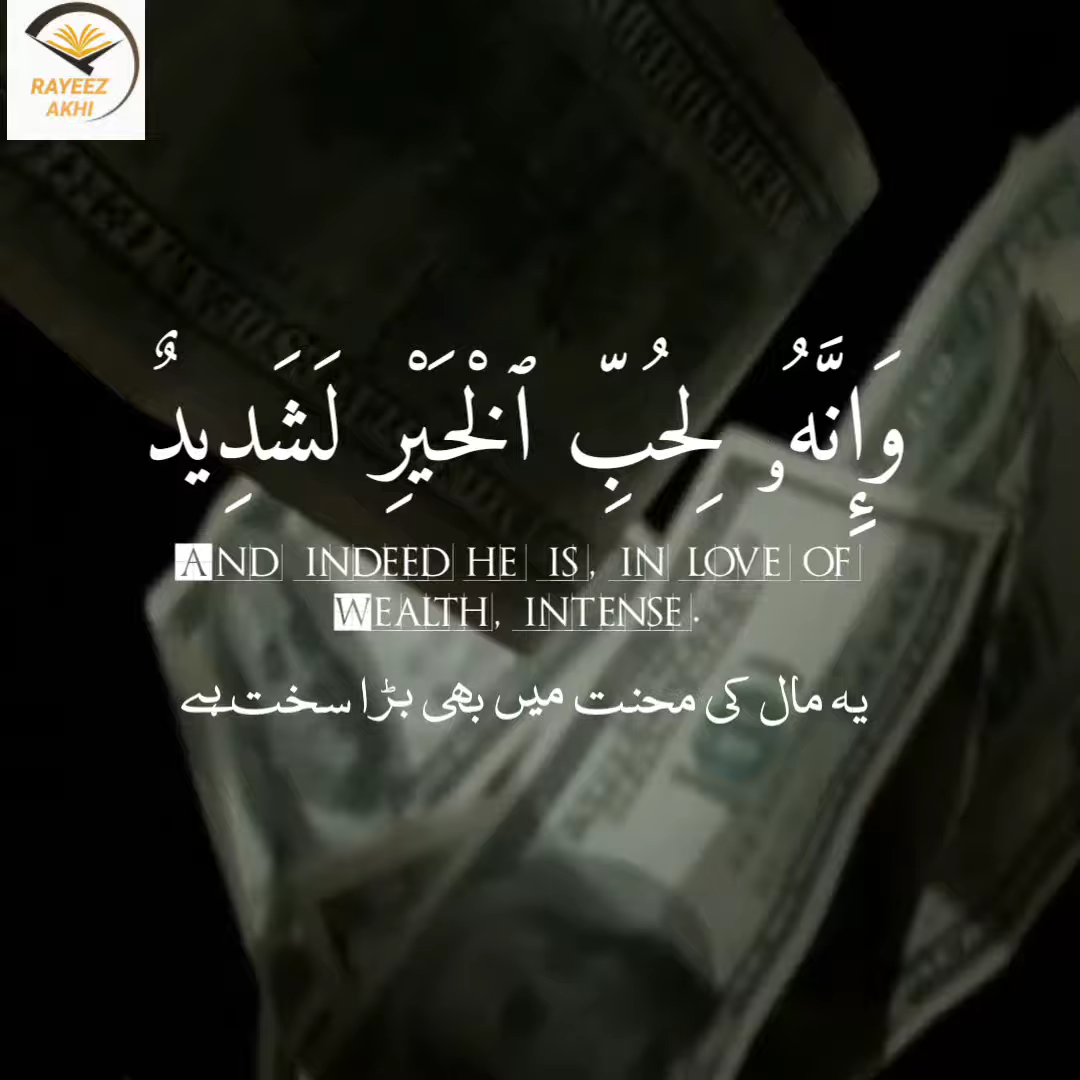 RAYEEZ
AKHI
وَإِنَّهُۥ لِحُبِّ ٱلْخَيْرِ لَشَدِيدٌ
AND INDEED HE IS, IN LOVE OF
WEALTH, INTENSE.
یہ مال کی محنت میں بھی بڑا سخت ہے